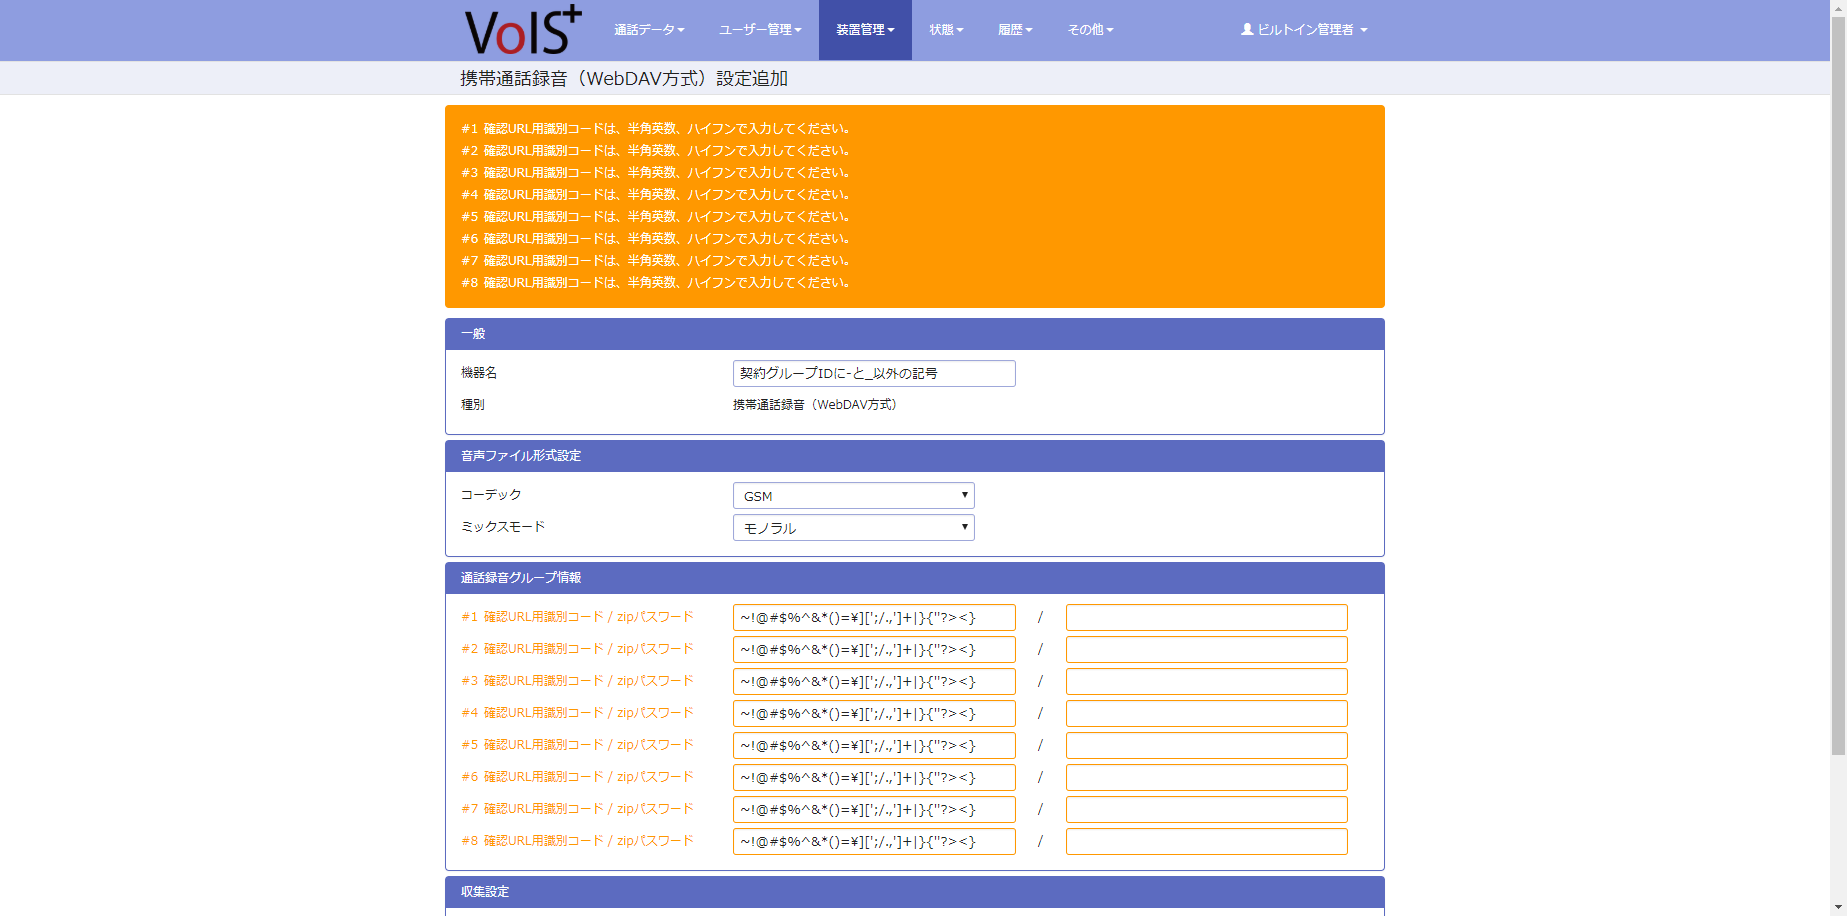 VoIS+ 通話データ ユーザー管理 装置管理 状態 履歴 その他 ビルトイン管理者
携帯通話録音（WebDAV方式）設定追加
#1 確認URL用識別コードは、半角英数、ハイフンで入力してください。
#2 確認URL用識別コードは、半角英数、ハイフンで入力してください。
#3 確認URL用識別コードは、半角英数、ハイフンで入力してください。
#4 確認URL用識別コードは、半角英数、ハイフンで入力してください。
#5 確認URL用識別コードは、半角英数、ハイフンで入力してください。
#6 確認URL用識別コードは、半角英数、ハイフンで入力してください。
#7 確認URL用識別コードは、半角英数、ハイフンで入力してください。
#8 確認URL用識別コードは、半角英数、ハイフンで入力してください。
一般
機器名 契約グループIDに-と_以外の記号
種別 携帯通話録音（WebDAV方式）
音声ファイル形式設定
コーデック GSM
ミックスモード モノラル
通話録音グループ情報
#1 確認URL用識別コード / zipパスワード ~!@#$%^&*()=¥][';/.,']+|}{"?><} /
#2 確認URL用識別コード / zipパスワード ~!@#$%^&*()=¥][';/.,']+|}{"?><} /
#3 確認URL用識別コード / zipパスワード ~!@#$%^&*()=¥][';/.,']+|}{"?><} /
#4 確認URL用識別コード / zipパスワード ~!@#$%^&*()=¥][';/.,']+|}{"?><} /
#5 確認URL用識別コード / zipパスワード ~!@#$%^&*()=¥][';/.,']+|}{"?><} /
#6 確認URL用識別コード / zipパスワード ~!@#$%^&*()=¥][';/.,']+|}{"?><} /
#7 確認URL用識別コード / zipパスワード ~!@#$%^&*()=¥][';/.,']+|}{"?><} /
#8 確認URL用識別コード / zipパスワード ~!@#$%^&*()=¥][';/.,']+|}{"?><} /
収集設定